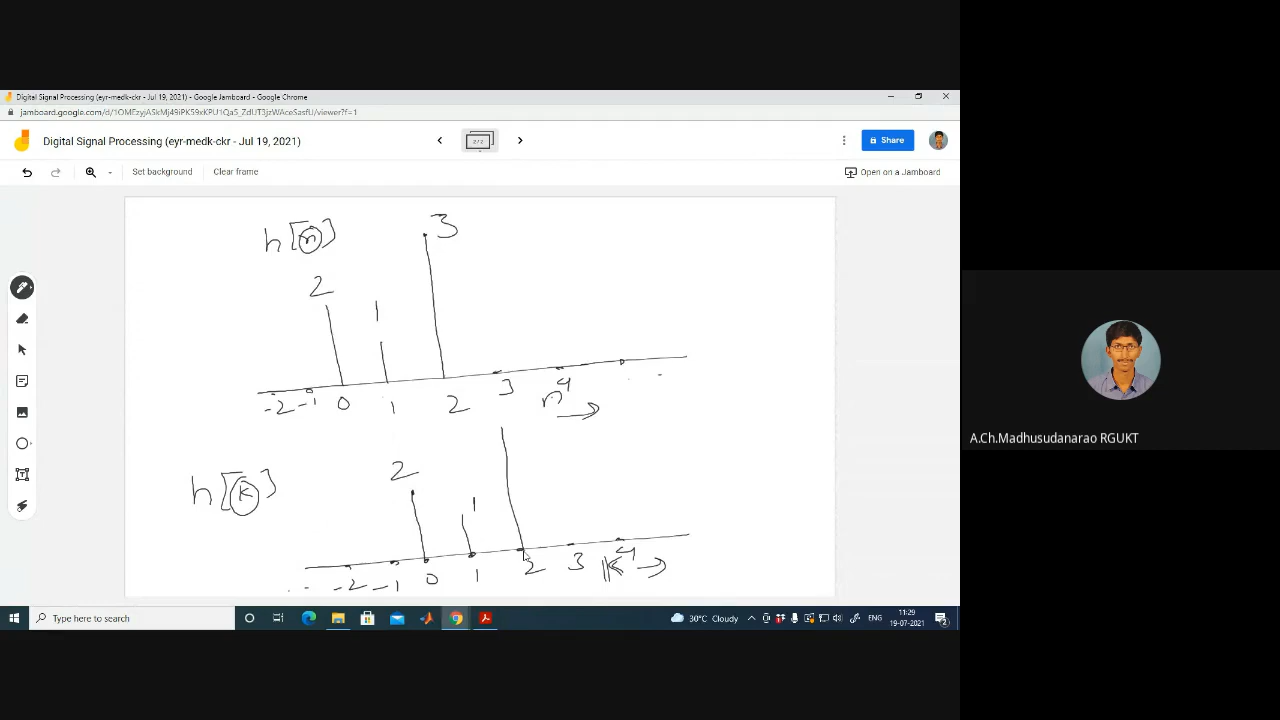 Digital Signal Processing (eyr-medk-ckr - Jul 19, 2021) - Google Jamboard - Google Chrome
Digital Signal Processing (eyr-medk-ckr - Jul 19, 2021)
2/2
Share
Set background
Clear frame
Open on a Jamboard
h[n]
3
2
1
-2 -1 0 1 2 3 4
n
h[k]
2
1
-2 -1 0 1 2 3 4
k
A.Ch.Madhusudanarao RGUKT
Type here to search
30°C Cloudy
ENG
11:29
19-07-2021
2